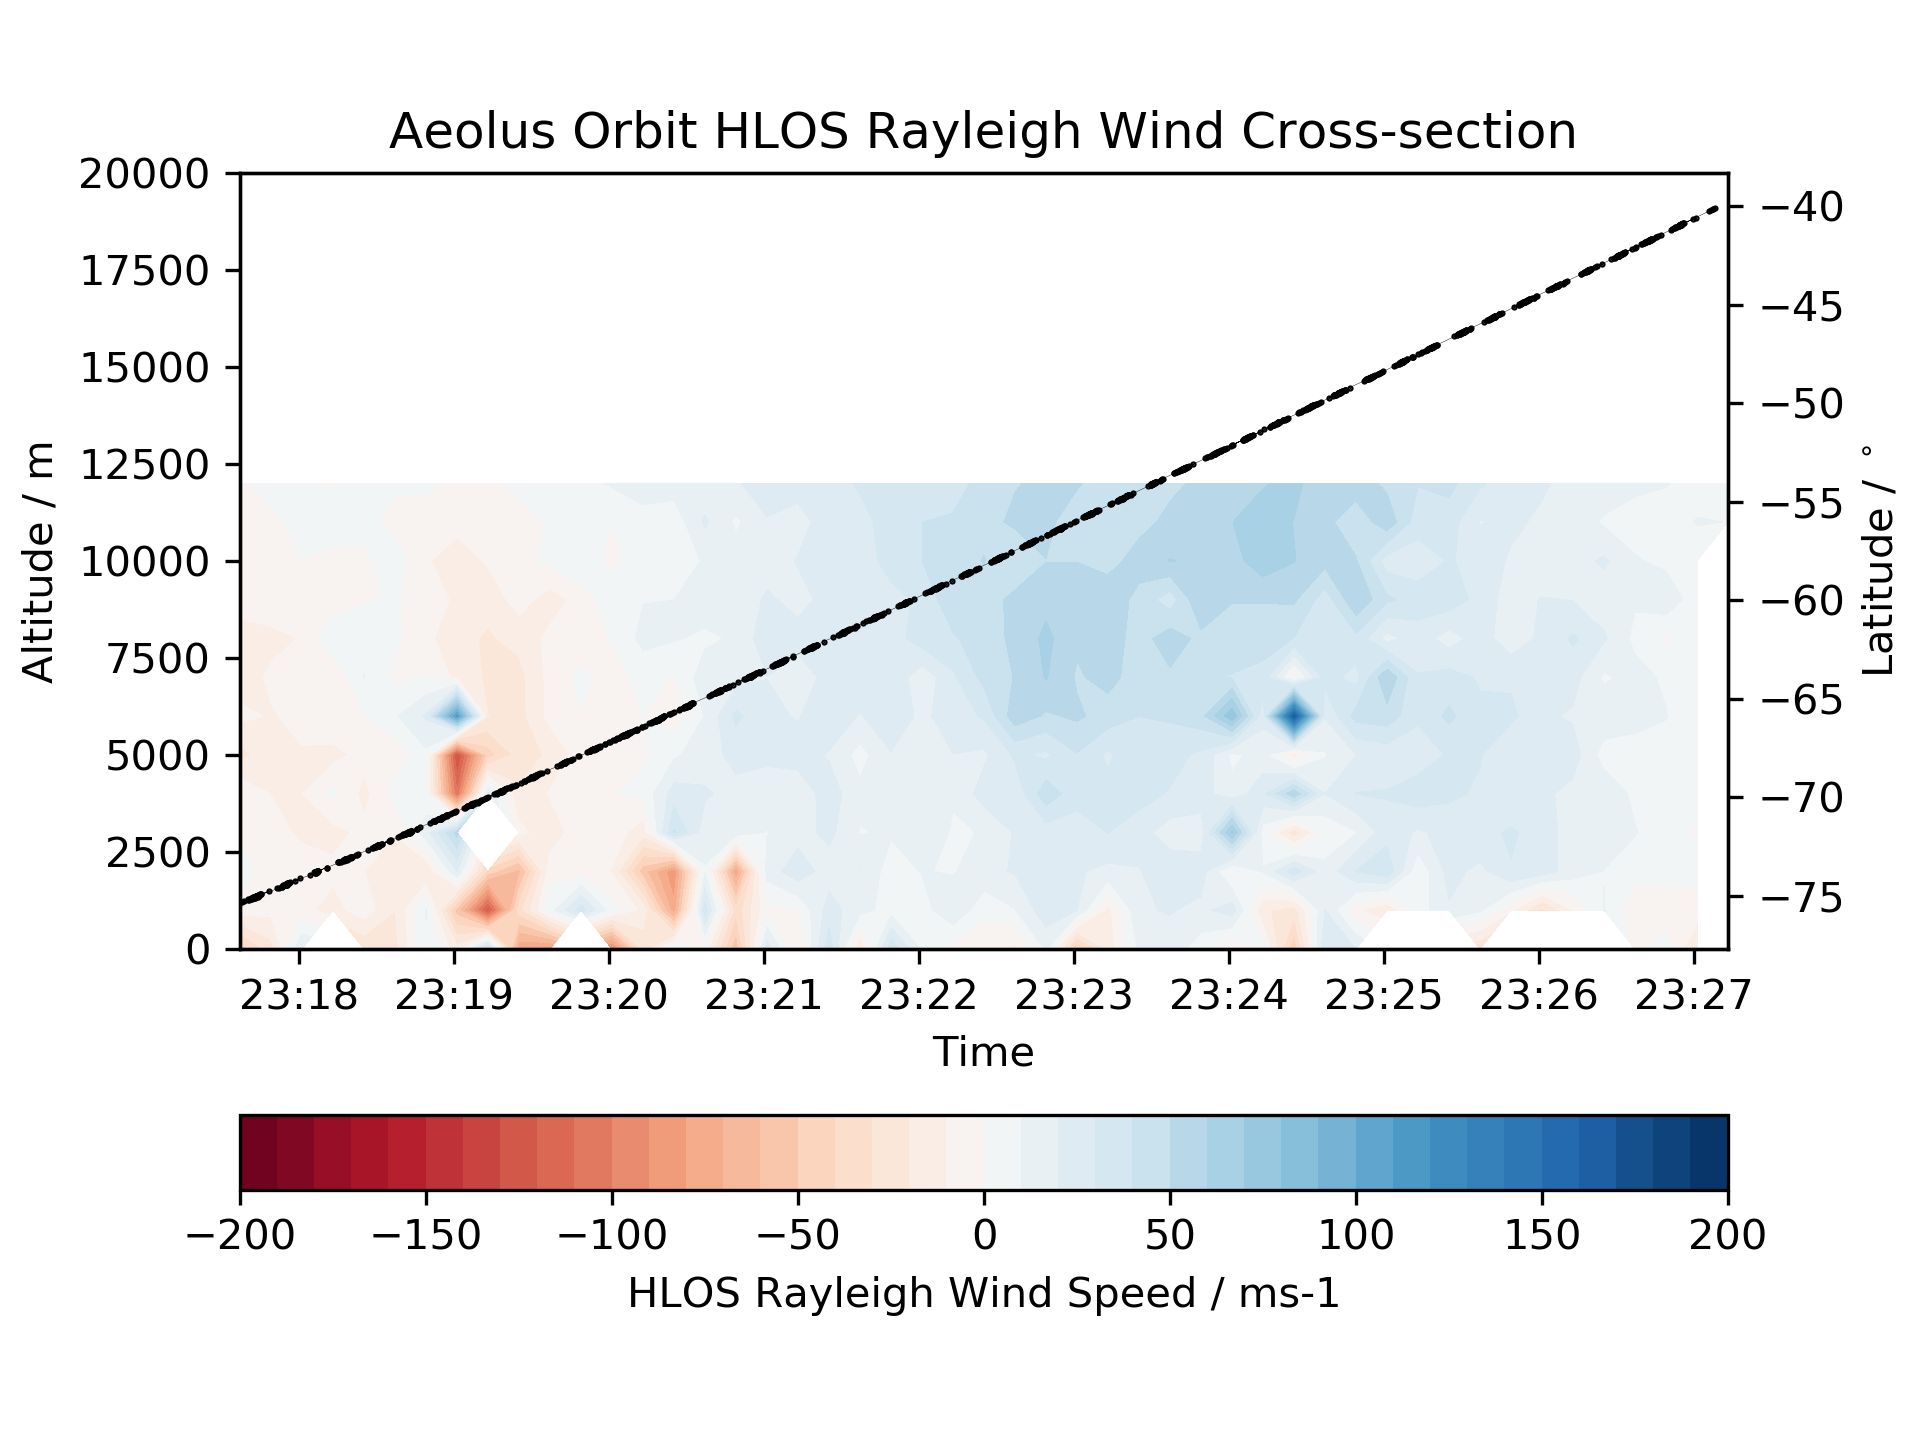 Aeolus Orbit HLOS Rayleigh Wind Cross-section
20000
17500
15000
12500
10000
7500
5000
2500
0
Altitude / m
−40
−45
−50
−55
−60
−65
−70
−75
Latitude / °
23:18 23:19 23:20 23:21 23:22 23:23 23:24 23:25 23:26 23:27
Time
−200 −150 −100 −50 0 50 100 150 200
HLOS Rayleigh Wind Speed / ms-1